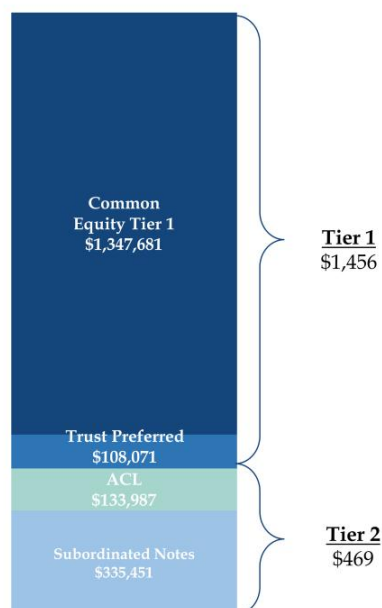 Common
Equity Tier 1
$1,347,681
Tier 1
$1,456
Trust Preferred
$108,071
ACL
$133,987
Tier 2
$469
Subordinated Notes
$335,451